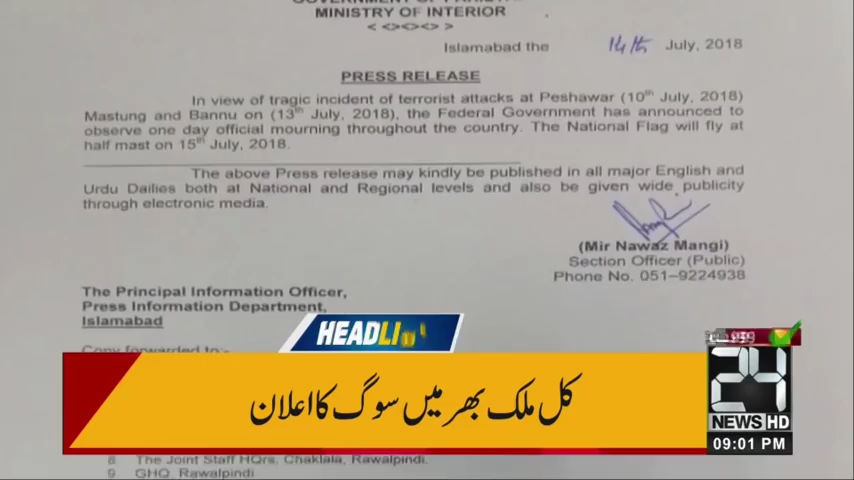 MINISTRY OF INTERIOR
Islamabad the 14th July, 2018
PRESS RELEASE
In view of tragic incident of terrorist attacks at Peshawar (10th July, 2018)
Mastung and Bannu on (13th July, 2018), the Federal Government has announced to
observe one day official mourning throughout the country. The National Flag will fly at
half mast on 15th July, 2018.
The above Press release may kindly be published in all major English and
Urdu Dailies both at National and Regional levels and also be given wide publicity
through electronic media.
(Mir Nawaz Mangi)
Section Officer (Public)
Phone No. 051-9224938
The Principal Information Officer,
Press Information Department,
Islamabad
Copy forwarded to:-
HEADLI
کل ملک بھر میں سوگ کا اعلان
24
NEWS HD
09:01 PM
8 The Joint Staff HQrs, Chaklala, Rawalpindi.
9 GHQ, Rawalpindi